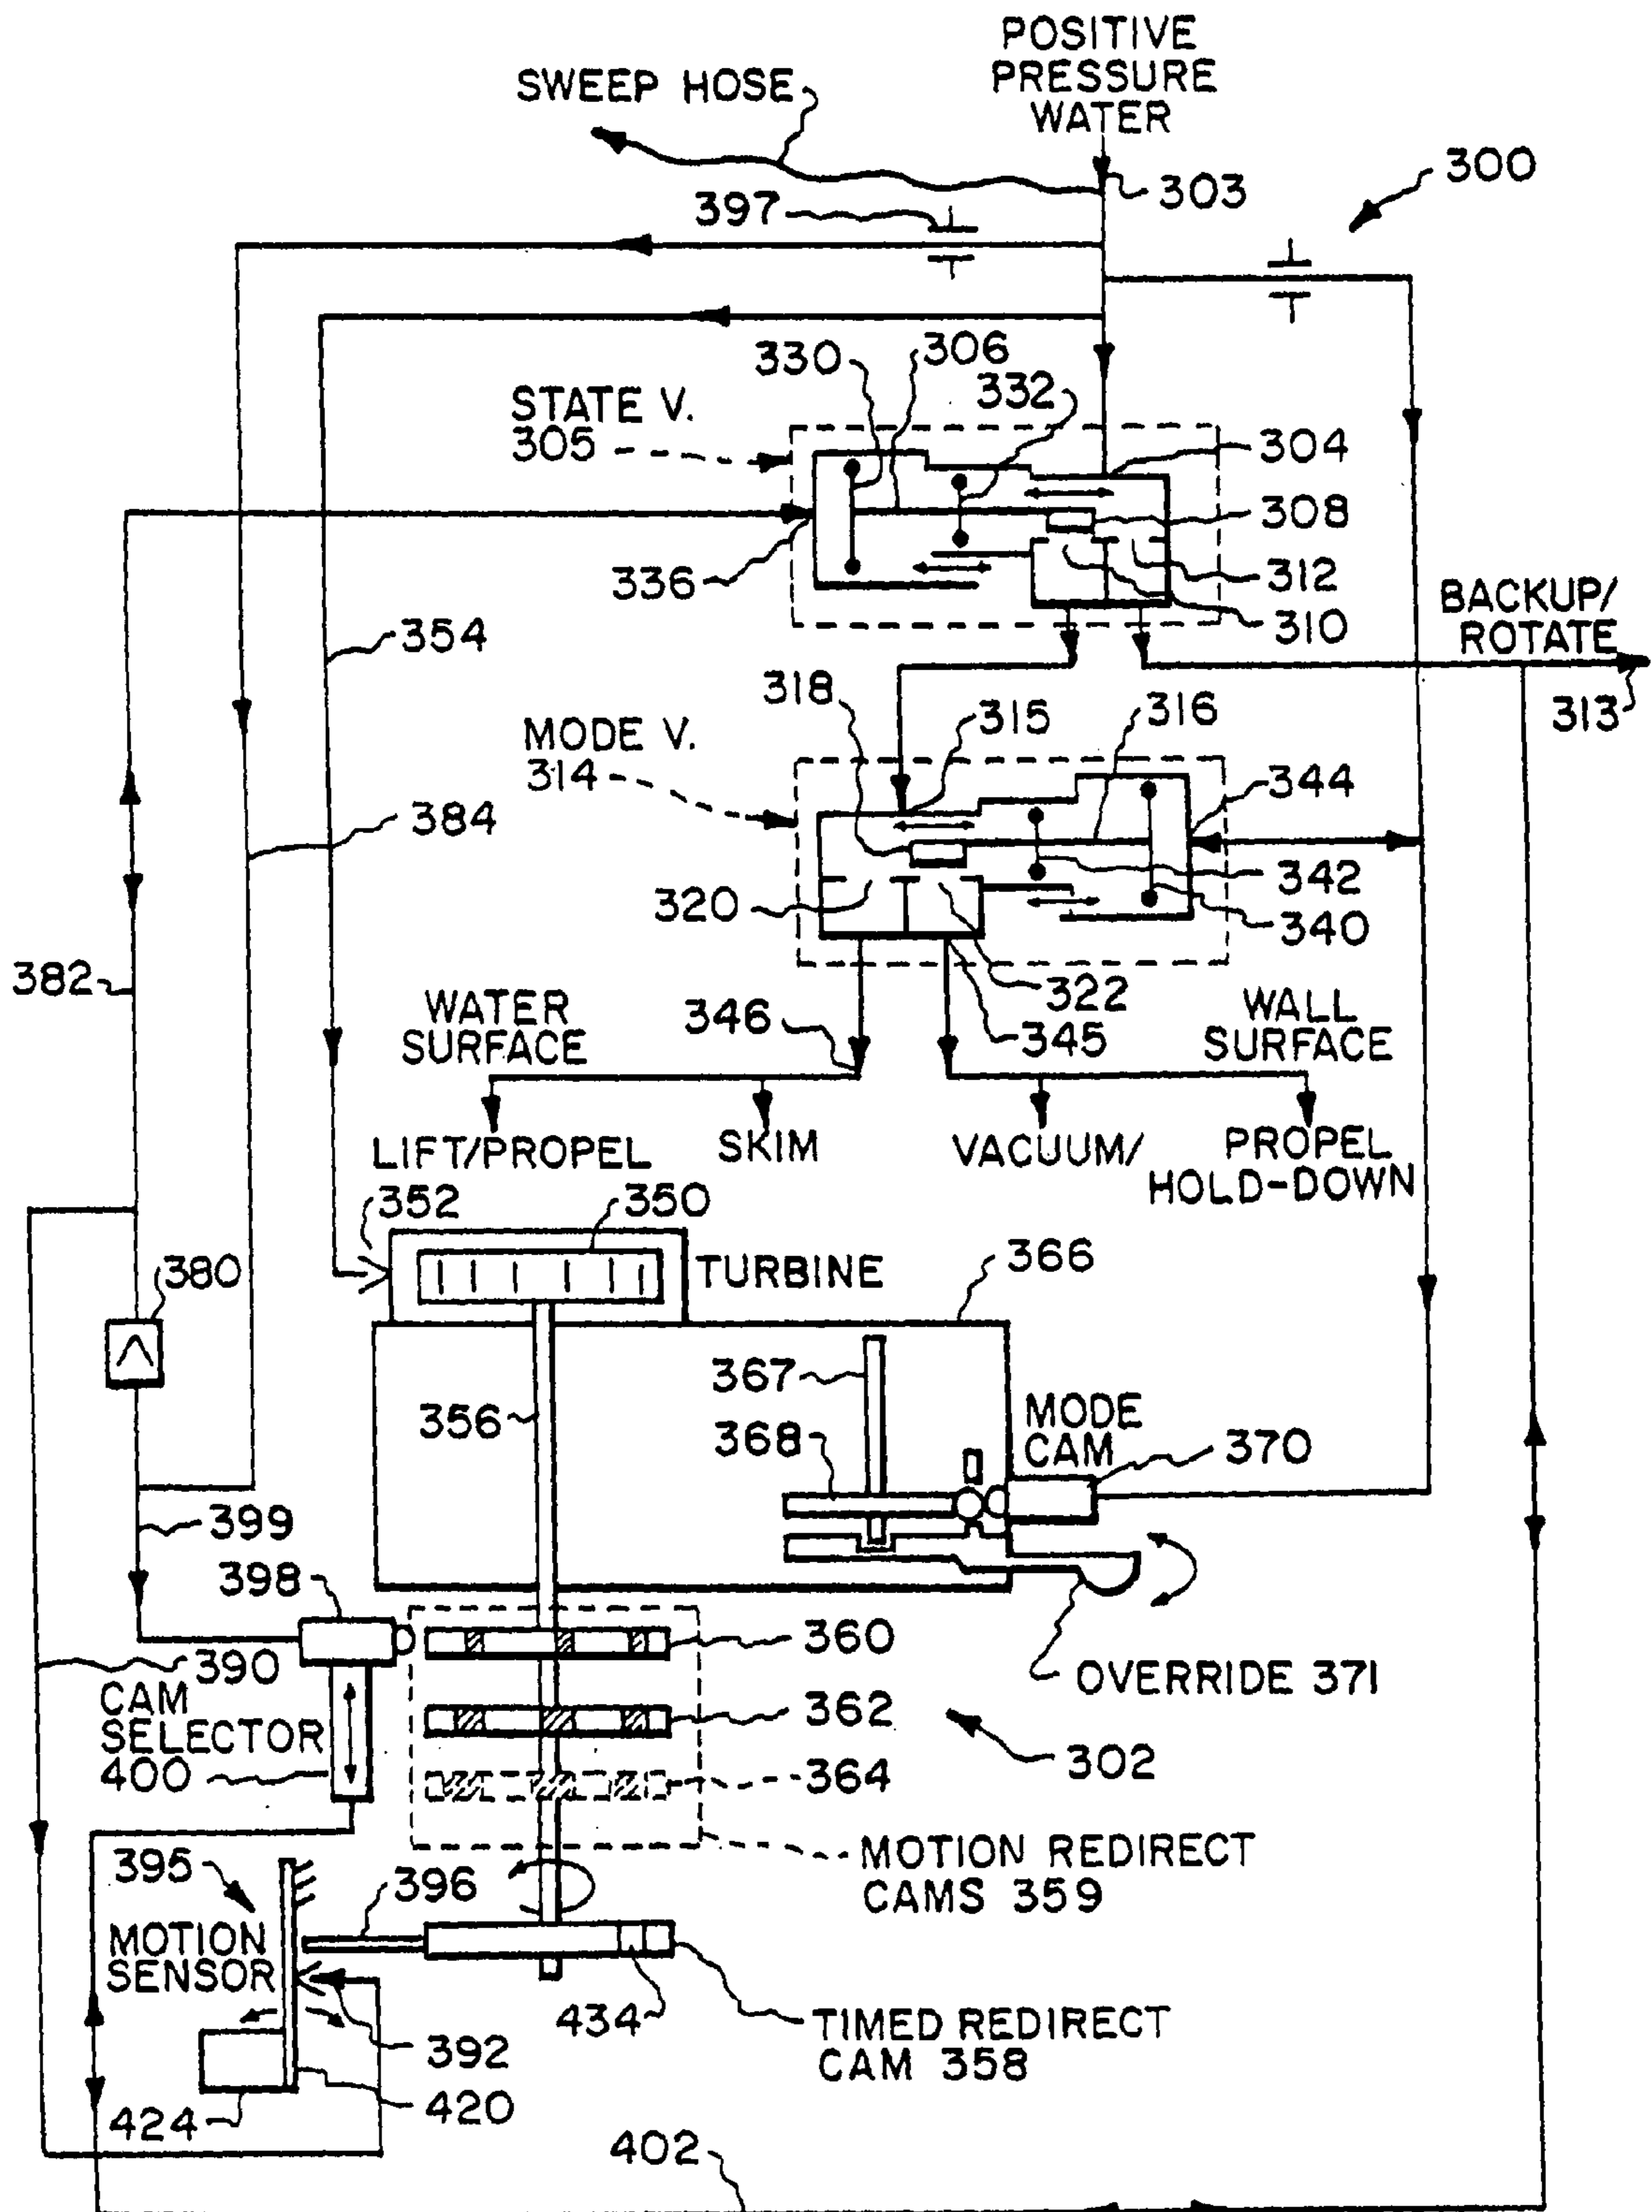 POSITIVE
PRESSURE
WATER
SWEEP HOSE
300
303
397
330
306
332
STATE V.
305
304
308
336
312
310
BACKUP/
ROTATE
313
354
318
315
316
MODE V.
314
344
384
342
320
340
382
322
WATER
SURFACE
346
345
WALL
SURFACE
LIFT/PROPEL
SKIM
VACUUM/
PROPEL
HOLD-DOWN
352
350
TURBINE
366
380
367
356
368
MODE
CAM
370
399
398
360
390
OVERRIDE 371
CAM
SELECTOR
400
362
302
364
395
396
MOTION REDIRECT
CAMS 359
MOTION
SENSOR
434
TIMED REDIRECT
CAM 358
392
420
424
402